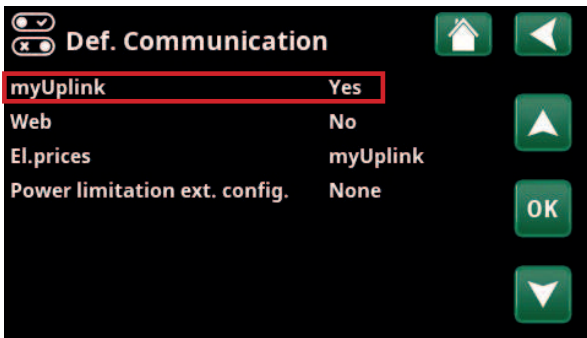 Def. Communication
myUplink Yes
Web No
El.prices myUplink
Power limitation ext. config. None
OK